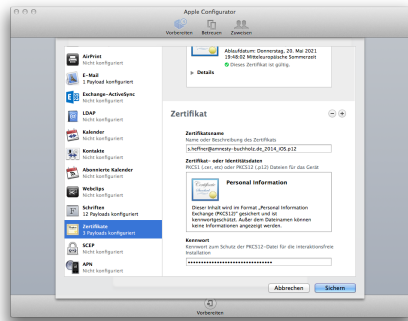 Apple Configurator
Vorbereiten
Betreuen
Zuweisen
AirPrint
Nicht konfiguriert
E-Mail
1 Payload konfiguriert
Exchange-ActiveSync
Nicht konfiguriert
LDAP
Nicht konfiguriert
Kalender
Nicht konfiguriert
Kontakte
Nicht konfiguriert
Abonnierte Kalender
Nicht konfiguriert
Webclips
Nicht konfiguriert
Schriften
12 Payloads konfiguriert
Zertifikate
3 Payloads konfiguriert
SCEP
Nicht konfiguriert
APN
Nicht konfiguriert
Ablaufdatum: Donnerstag, 20. Mai 2021
19:48:02 Mitteleuropäische Sommerzeit
Dieses Zertifikat ist gültig.
Details
Zertifikat
Zertifikatsname
Name oder Beschreibung des Zertifikats
s.heffner@amnesty-buchholz.de_2014_iOS.p12
Zertifikat- oder Identitätsdaten
PKCS1 (.cer, etc) oder PKCS12 (.p12) Dateien für das Gerät
Personal Information
Dieser Inhalt wird im Format „Personal Information
Exchange (PKCS12)" gesichert und ist
kennwortgeschützt. Außer dem Dateinamen können
keine Informationen angezeigt werden.
Kennwort
Kennwort zum Schutz der PKCS12-Datei für die interaktionsfreie
Installation
Abbrechen
Sichern
Vorbereiten